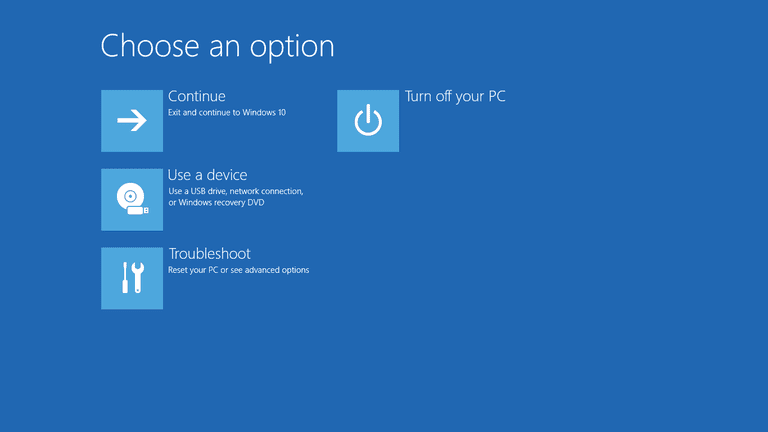 Choose an option
Continue
Exit and continue to Windows 10
Turn off your PC
Use a device
Use a USB drive, network connection,
or Windows recovery DVD
Troubleshoot
Reset your PC or see advanced options